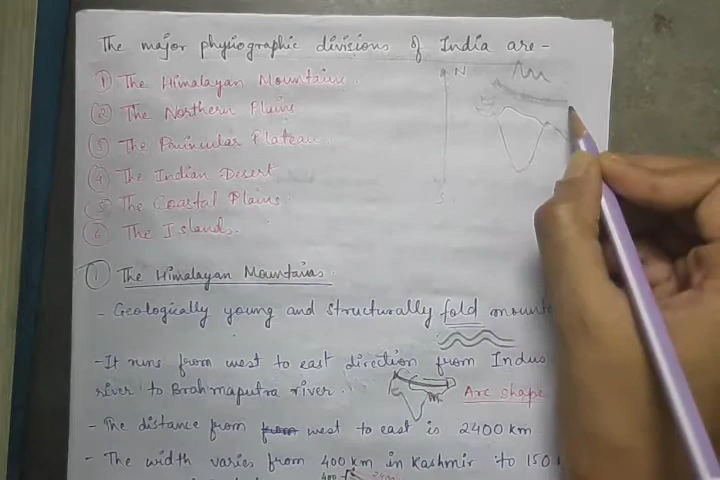 The major physiographic divisions of India are -
① The Himalayan Mountains.
② The Northern Plains
③ The Peninsular Plateau.
④ The Indian Desert
⑤ The Coastal Plains.
⑥ The Islands.
N
S
① The Himalayan Mountains
- Geologically young and structurally fold
- It runs from west to east direction from Indus
river to Brahmaputra river.
Arc shape
- The distance from from west to east is 2400 km
- The width varies from 400 km in Kashmir to 150
400